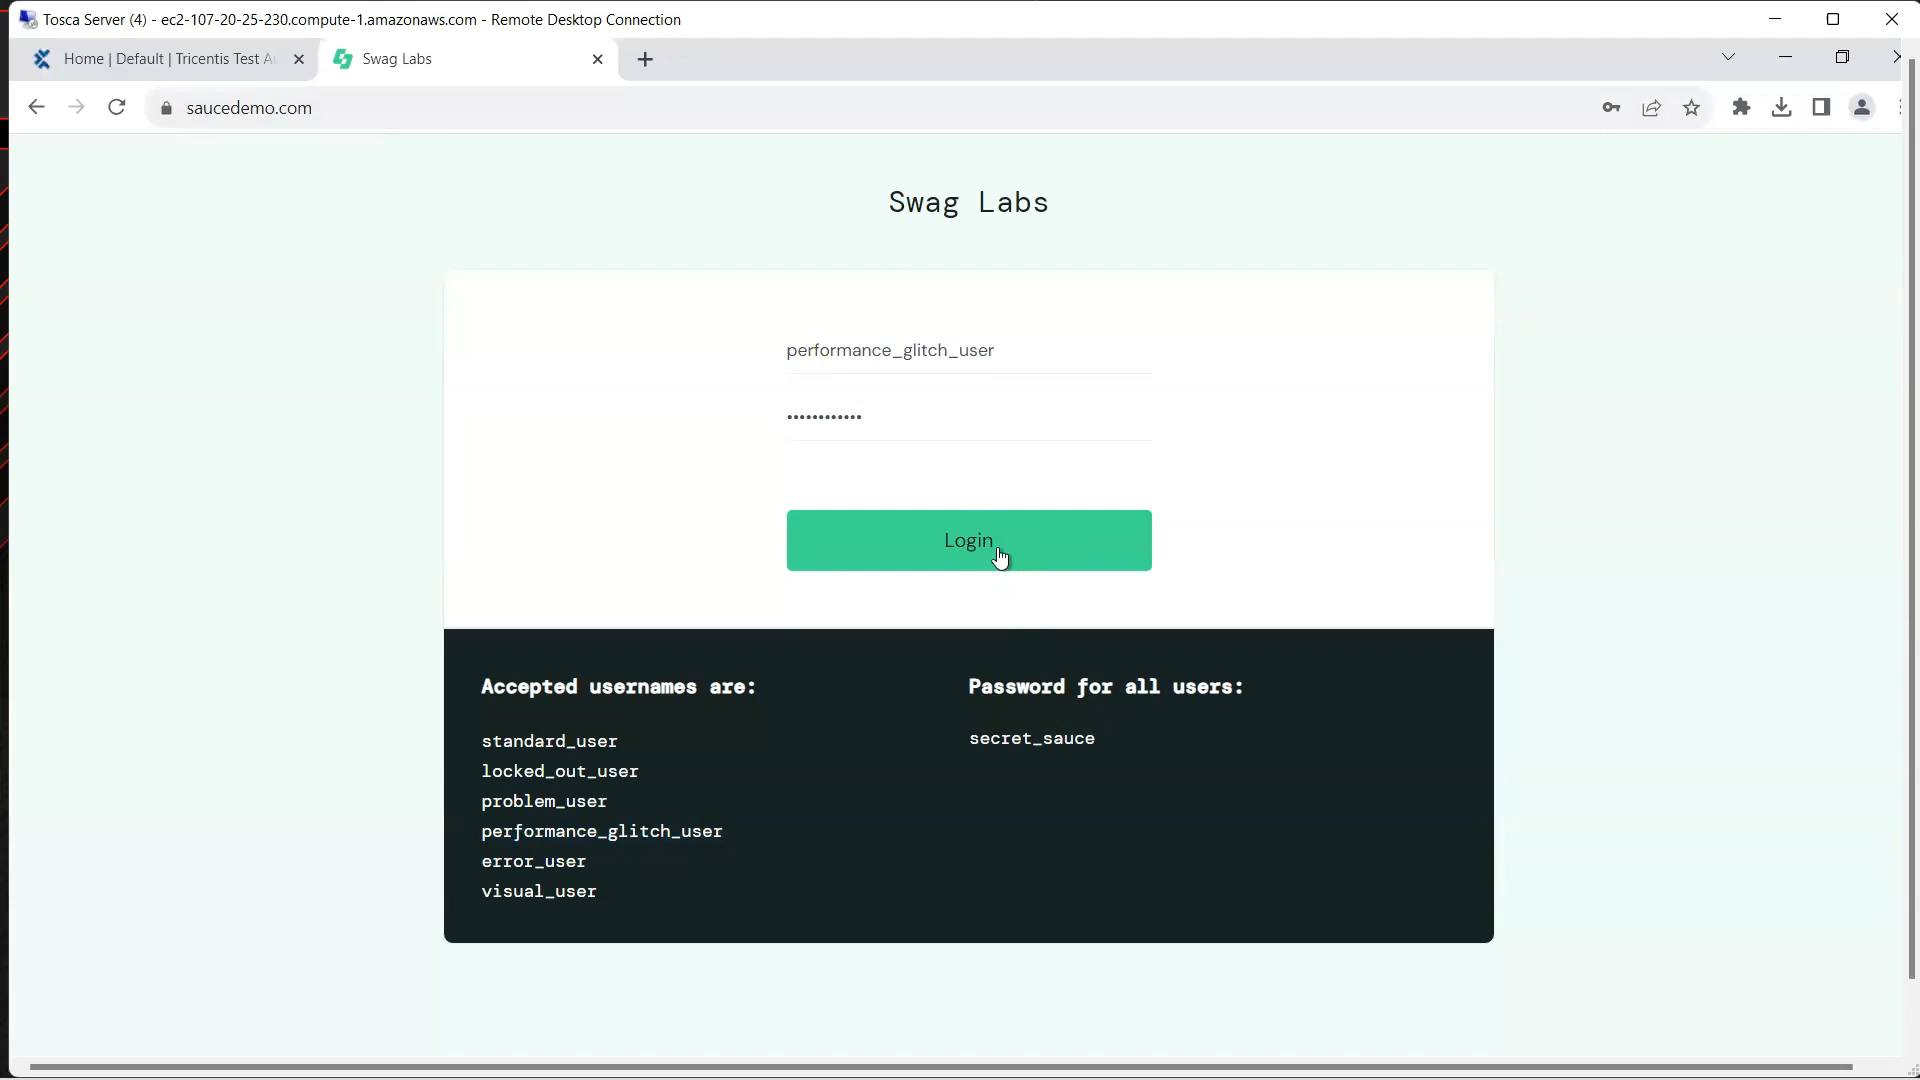 Tosca Server (4) - ec2-107-20-25-230.compute-1.amazonaws.com - Remote Desktop Connection
Home | Default | Tricentis Test Au
Swag Labs
saucedemo.com
Swag Labs
performance_glitch_user
••••••••••••
Login
Accepted usernames are:
standard_user
locked_out_user
problem_user
performance_glitch_user
error_user
visual_user
Password for all users:
secret_sauce